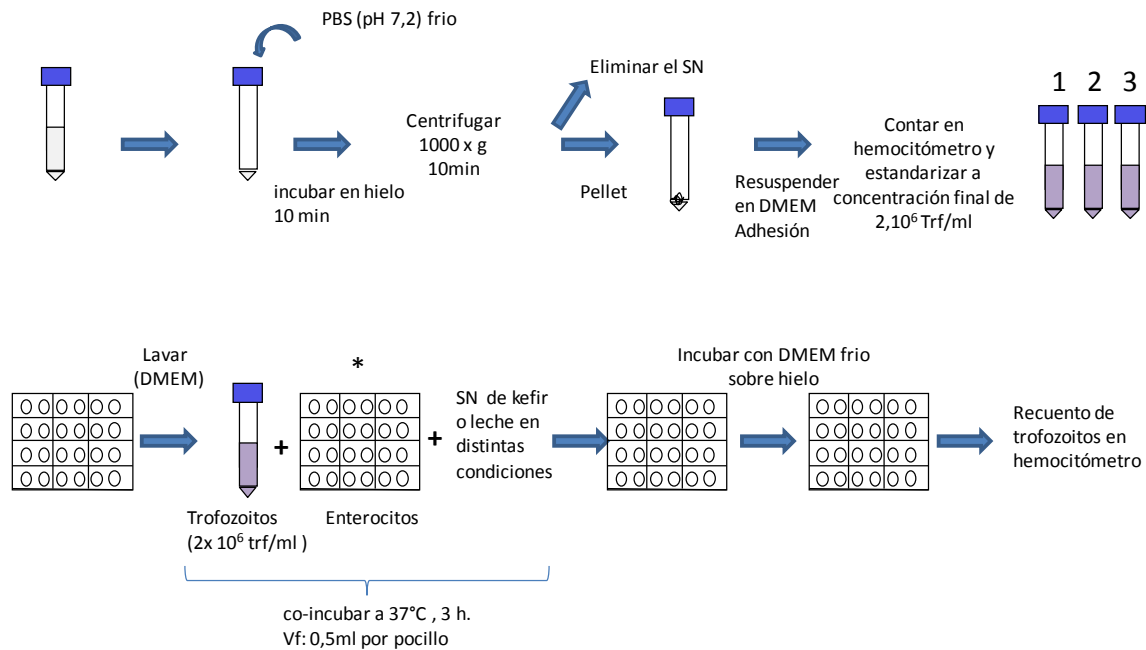 PBS (pH 7,2) frio
incubar en hielo
10 min
Centrifugar
1000 x g
10min
Eliminar el SN
Pellet
Resuspender
en DMEM
Adhesión
Contar en
hemocitómetro y
estandarizar a
concentración final de
2,10⁶ Trf/ml
1 2 3
Lavar
(DMEM)
+
Trofozoitos
(2x 10⁶ trf/ml )
*
Enterocitos
+
SN de kefir
o leche en
distintas
condiciones
co-incubar a 37°C , 3 h.
Vf: 0,5ml por pocillo
Incubar con DMEM frio
sobre hielo
Recuento de
trofozoitos en
hemocitómetro